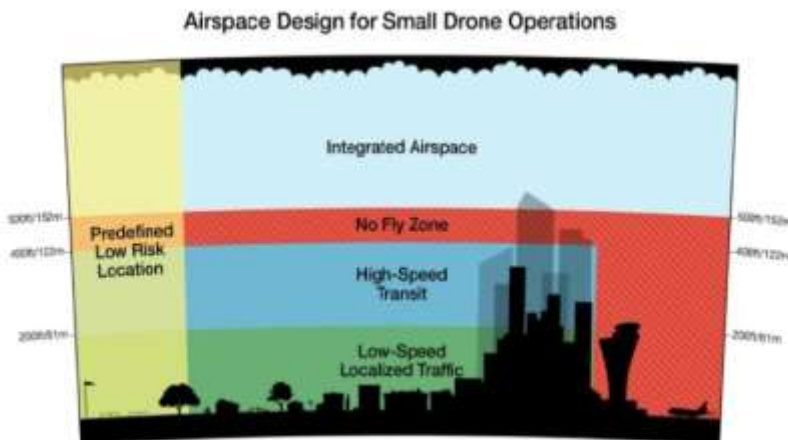 Airspace Design for Small Drone Operations
Integrated Airspace
500ft/152m
No Fly Zone
500ft/152m
400ft/122m
Predefined
Low Risk
Location
400ft/122m
High-Speed
Transit
200ft/61m
200ft/61m
Low-Speed
Localized Traffic